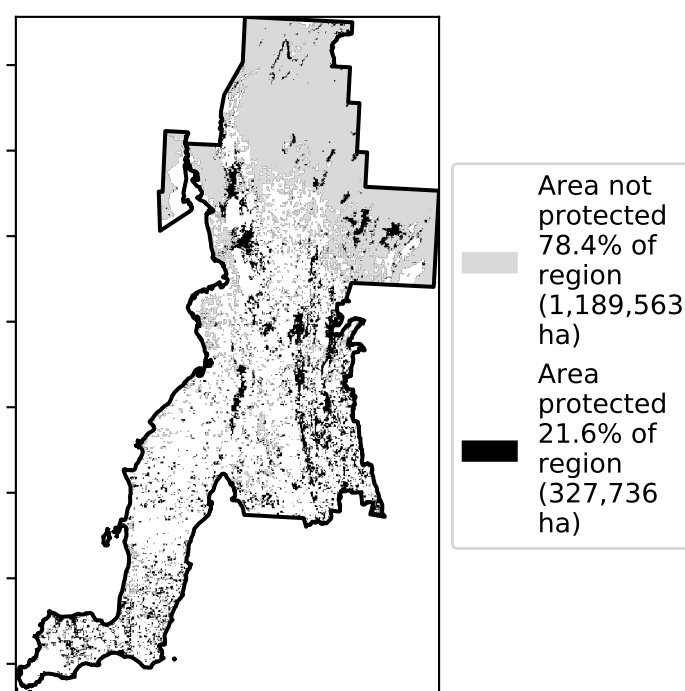 Area not
protected
78.4% of
region
(1,189,563
ha)
Area
protected
21.6% of
region
(327,736
ha)